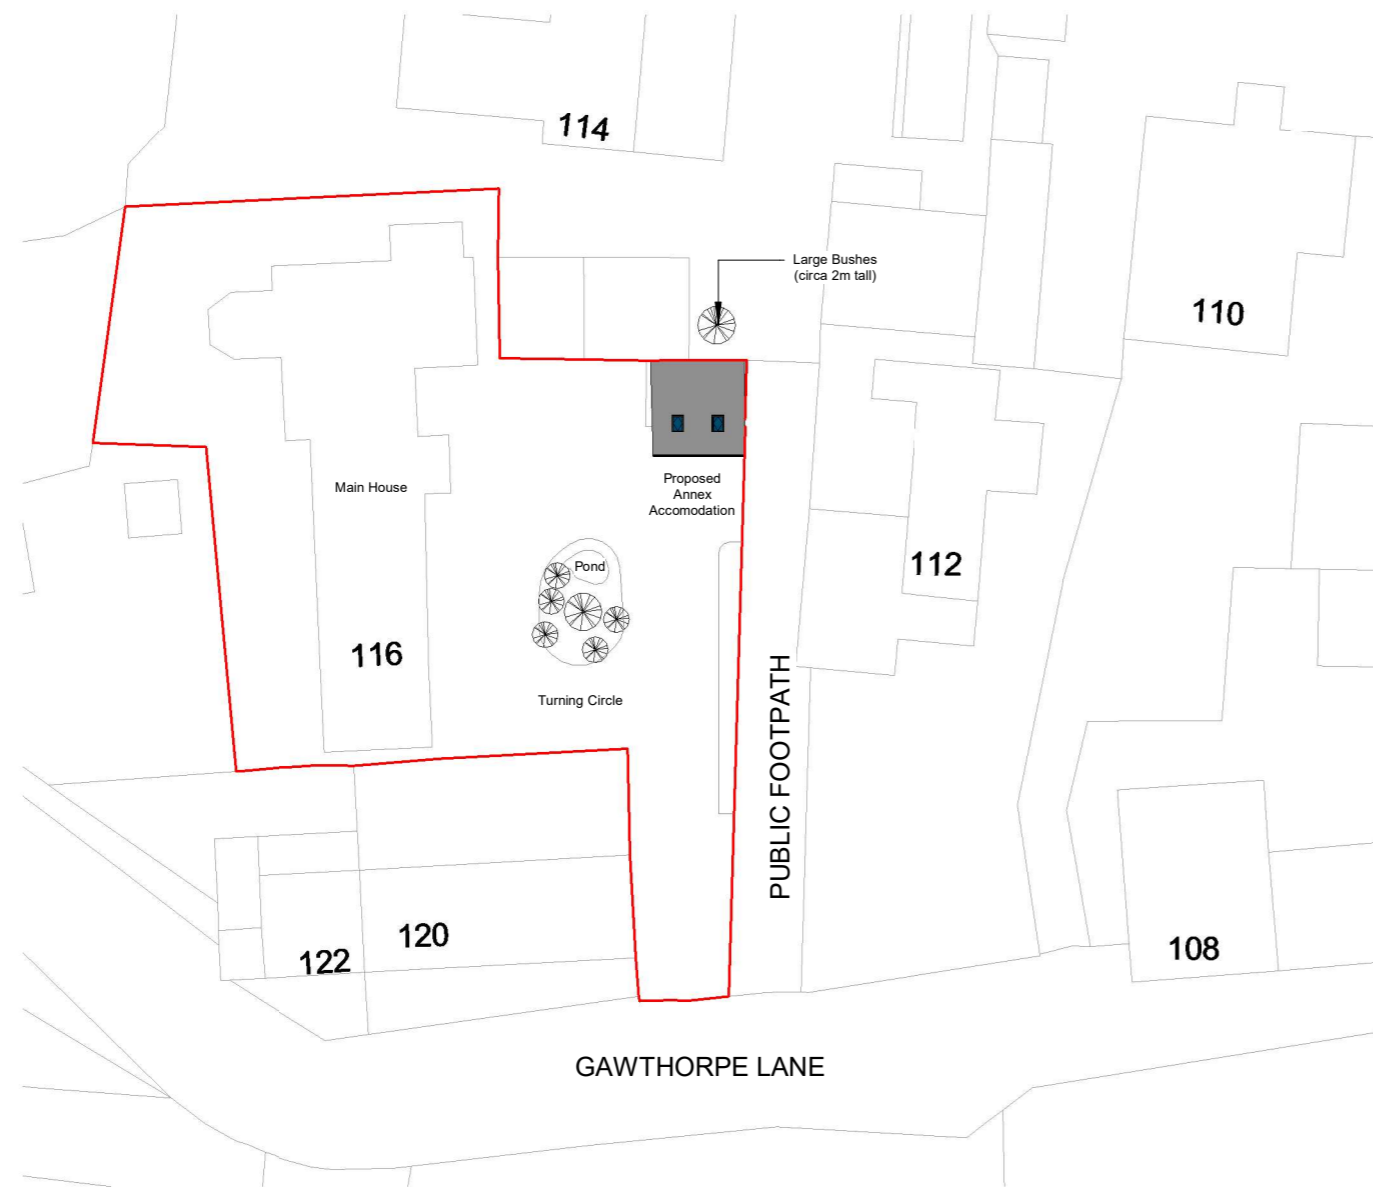 114
Large Bushes
(circa 2m tall)
110
Main House
Proposed
Annex
Accomodation
112
Pond
116
Turning Circle
PUBLIC FOOTPATH
120
122
108
GAWTHORPE LANE